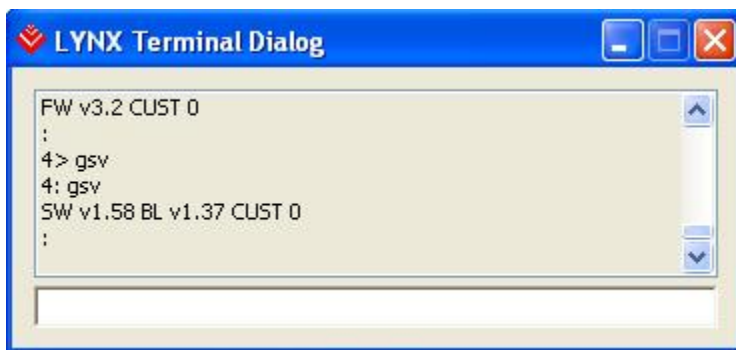 LYNX Terminal Dialog
FW v3.2 CUST 0
:
4> gsv
4: gsv
SW v1.58 BL v1.37 CUST 0
: